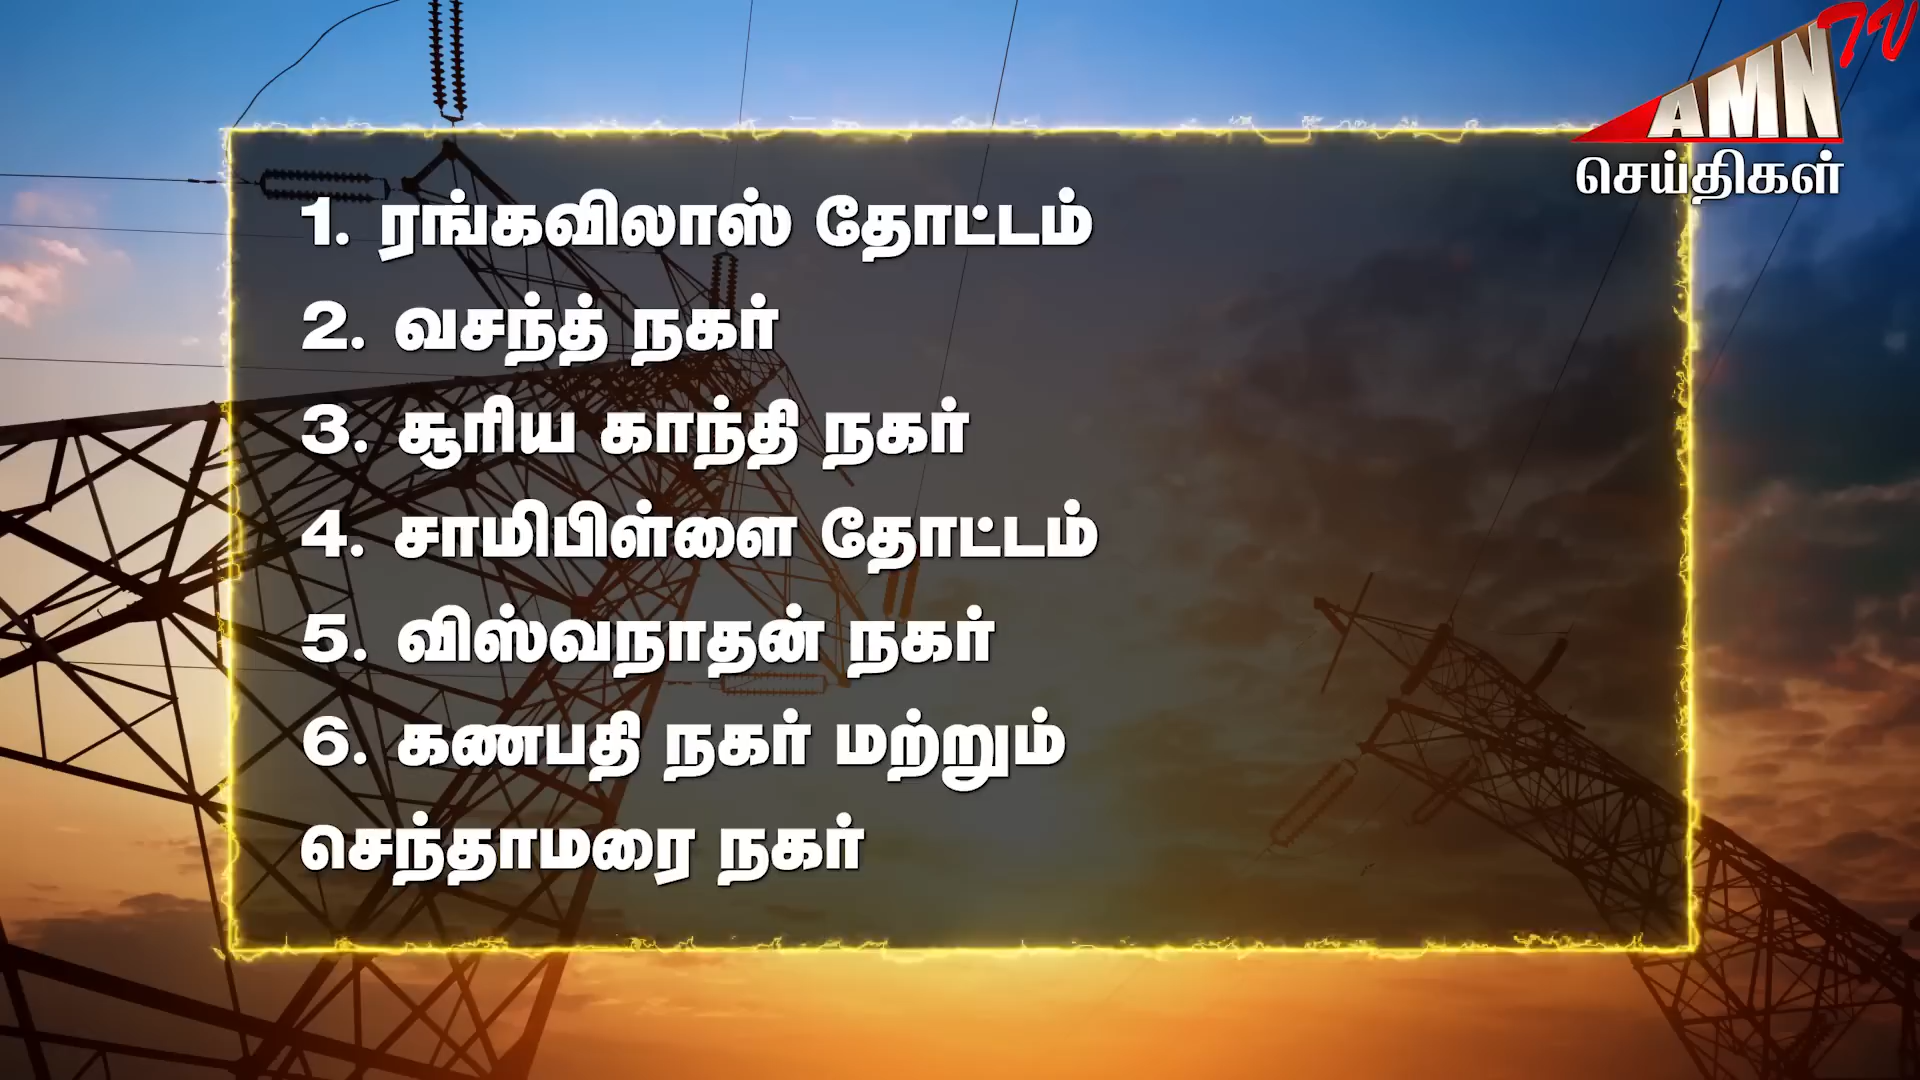 AMN TV
செய்திகள்
1. ரங்கவிலாஸ் தோட்டம்
2. வசந்த் நகர்
3. சூரிய காந்தி நகர்
4. சாமிபிள்ளை தோட்டம்
5. விஸ்வநாதன் நகர்
6. கணபதி நகர் மற்றும்
செந்தாமரை நகர்